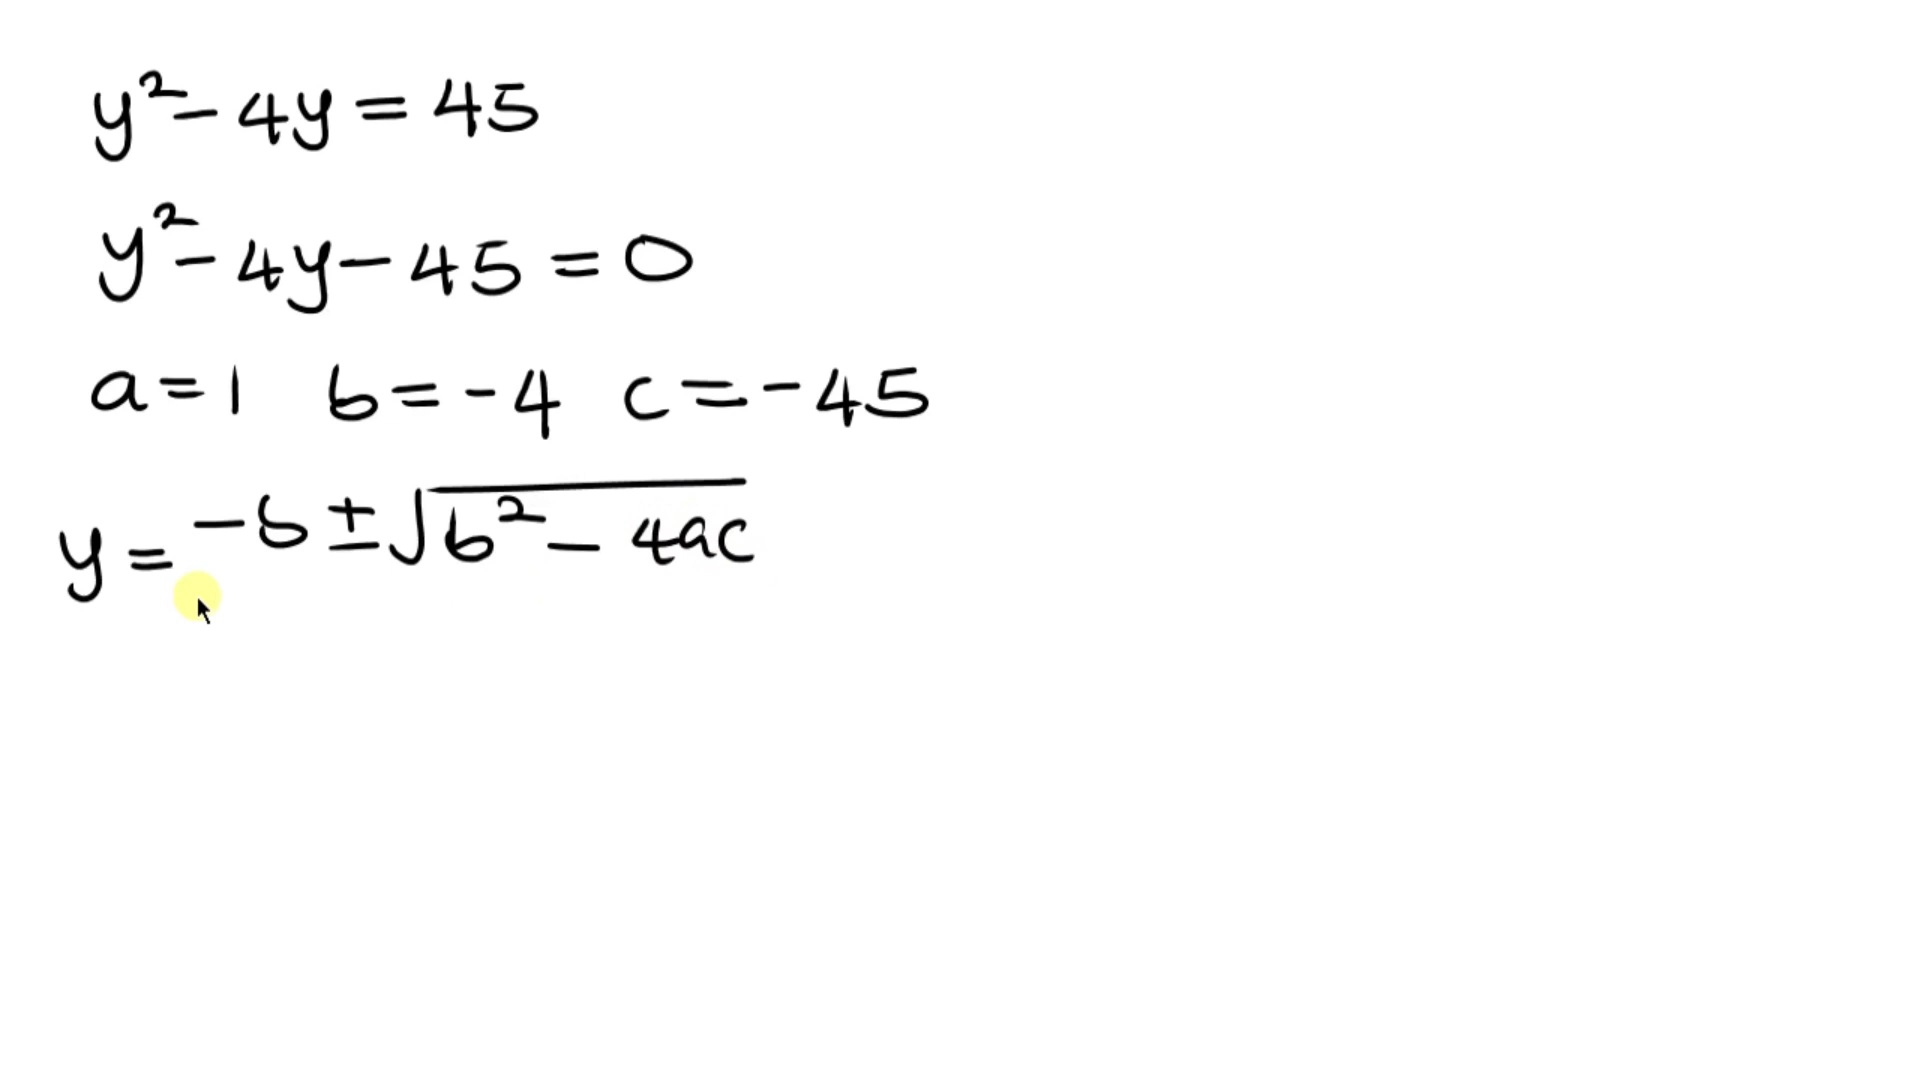 y² - 4y = 45
y² - 4y - 45 = 0
a = 1 b = -4 c = -45
y = -b ± √b² - 4ac